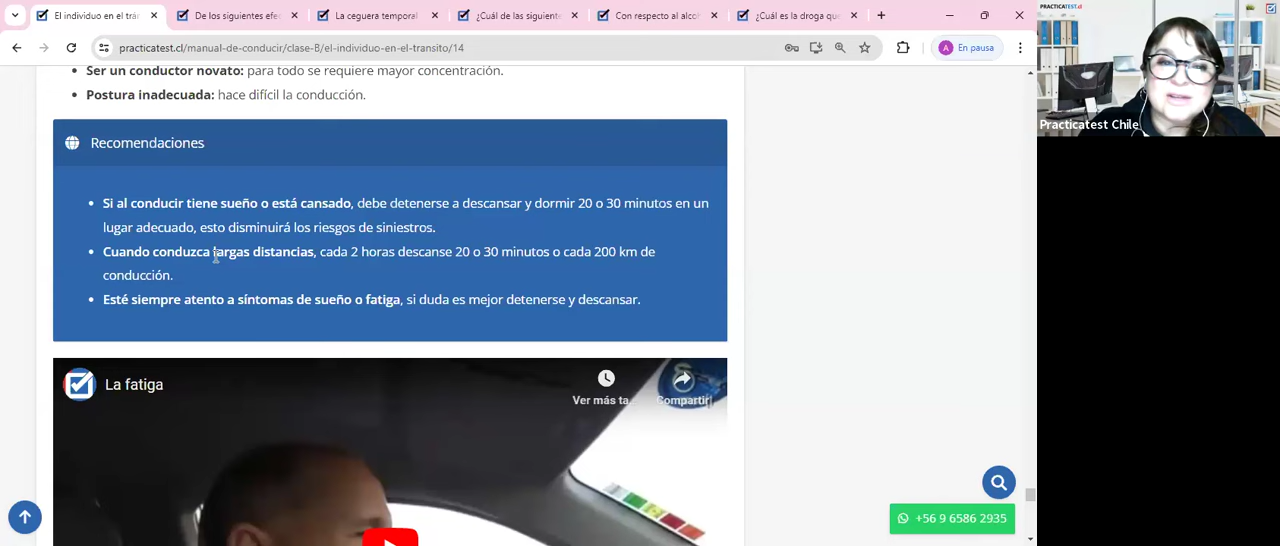 El individuo en el trán
De los siguientes efe
La ceguera temporal
¿Cuál de las siguiente
Con respecto al alcoh
¿Cuál es la droga que
practicatest.cl/manual-de-conducir/clase-B/el-individuo-en-el-transito/14
A En pausa
PRACTICATEST.cl
Practicatest Chile
Ser un conductor novato: para todo se requiere mayor concentración.
Postura inadecuada: hace difícil la conducción.
Recomendaciones
Si al conducir tiene sueño o está cansado, debe detenerse a descansar y dormir 20 o 30 minutos en un
lugar adecuado, esto disminuirá los riesgos de siniestros.
Cuando conduzca largas distancias, cada 2 horas descanse 20 o 30 minutos o cada 200 km de
conducción.
Esté siempre atento a síntomas de sueño o fatiga, si duda es mejor detenerse y descansar.
La fatiga
Ver más ta...
Compartir
+56 9 6586 2935